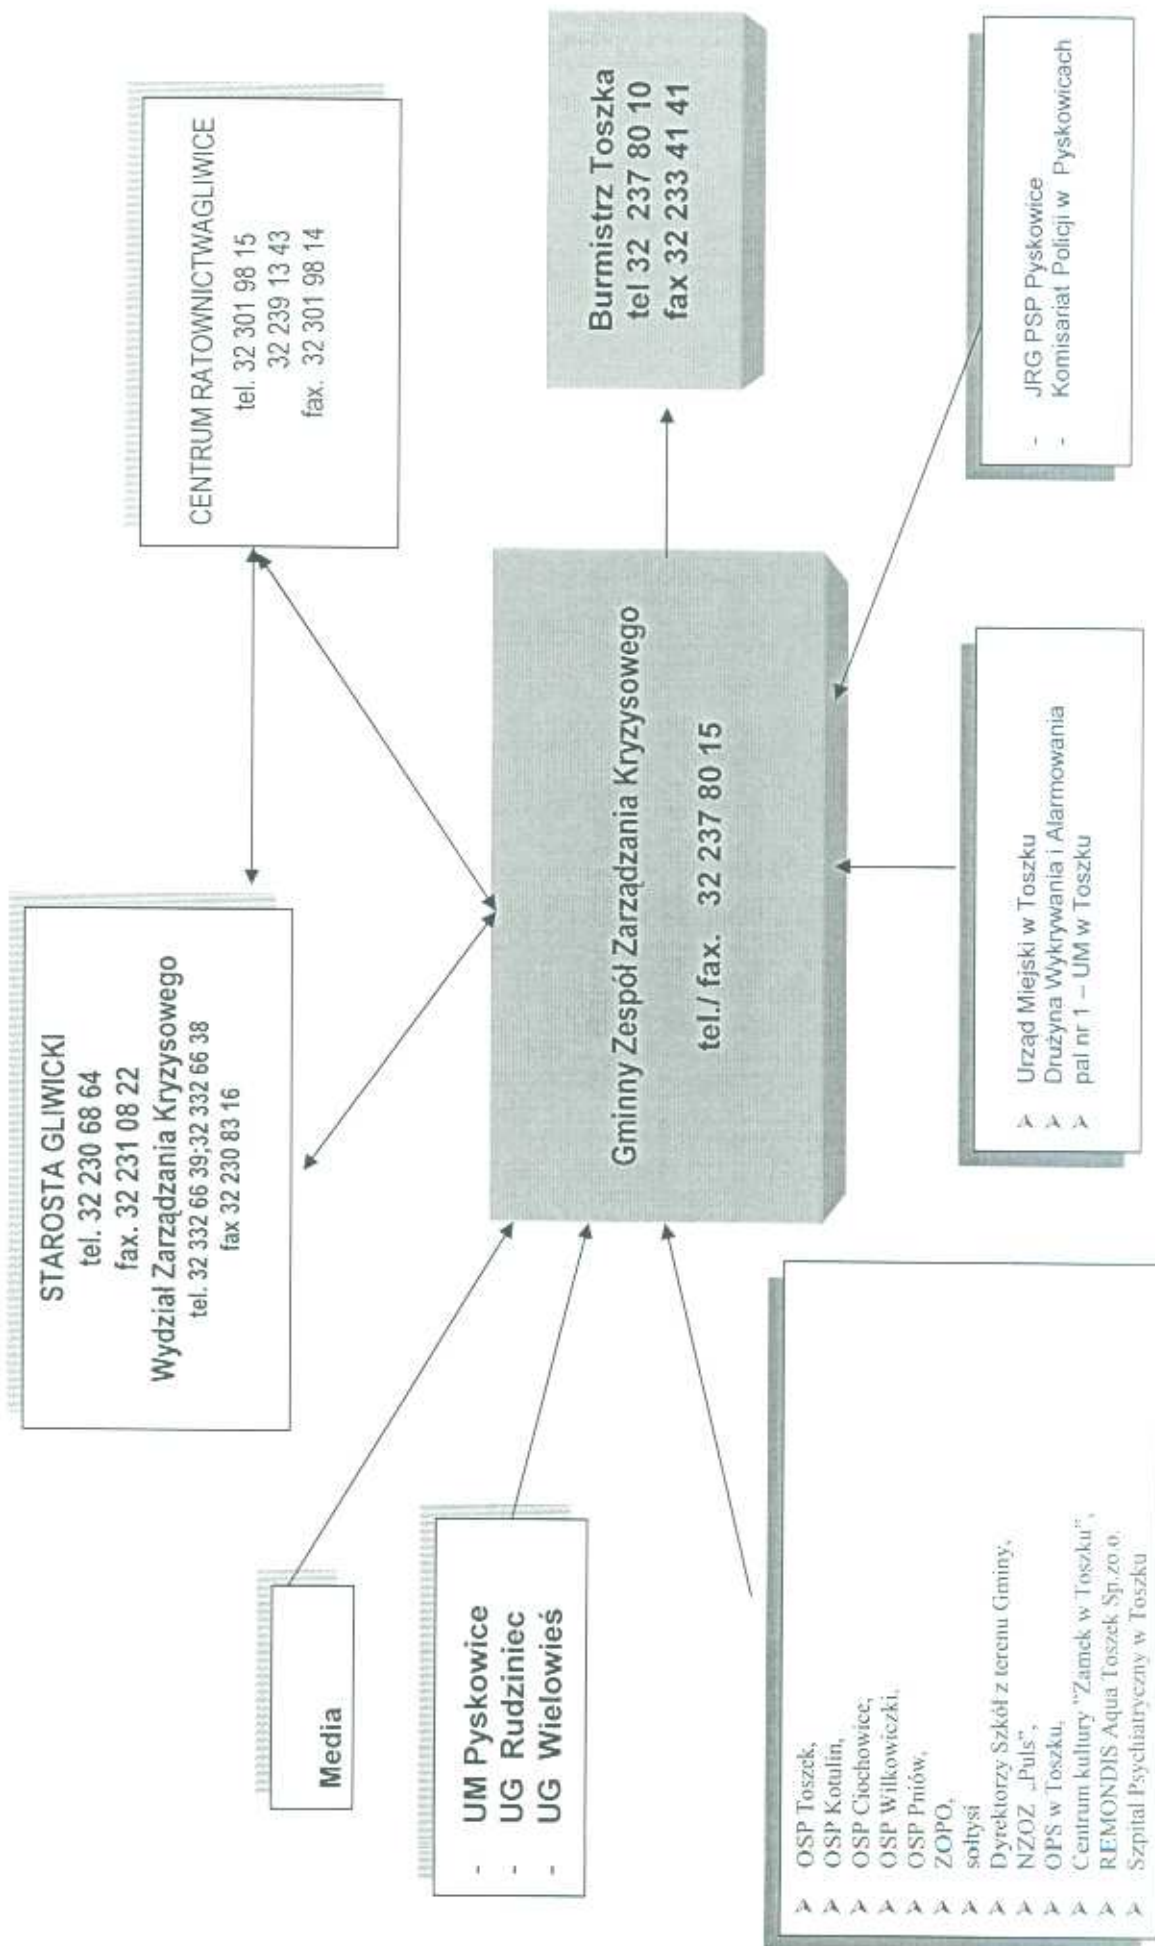 STAROSTA GLIWICKI
tel. 32 230 68 64
fax. 32 231 08 22
Wydział Zarządzania Kryzysowego
tel. 32 332 66 39;32 332 66 38
fax 32 230 83 16
CENTRUM RATOWNICTWAGLIWICE
tel. 32 301 98 15
32 239 13 43
fax. 32 301 98 14
Media
- UM Pyskowice
- UG Rudziniec
- UG Wielowieś
Gminny Zespół Zarządzania Kryzysowego
tel./ fax. 32 237 80 15
Burmistrz Toszka
tel 32 237 80 10
fax 32 233 41 41
➢ OSP Toszek,
➢ OSP Kotulin,
➢ OSP Ciochowice,
➢ OSP Wilkowiczki,
➢ OSP Pniów,
➢ ZOPO,
➢ sołtysi
➢ Dyrektorzy Szkół z terenu Gminy,
➢ NZOZ „Puls”,
➢ OPS w Toszku,
➢ Centrum kultury "Zamek w Toszku”,
➢ REMONDIS Aqua Toszek Sp.zo o.
➢ Szpital Psychiatryczny w Toszku
➢ Urząd Miejski w Toszku
➢ Drużyna Wykrywania i Alarmowania
➢ pal nr 1 – UM w Toszku
- JRG PSP Pyskowice
- Komisariat Policji w Pyskowicach